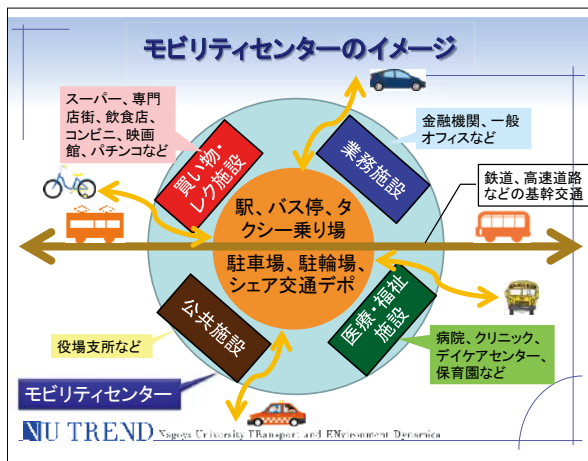 モビリティセンターのイメージ
スーパー、専門
店街、飲食店、
コンビニ、映画
館、パチンコなど
買い物・
レク施設
金融機関、一般
オフィスなど
業務施設
鉄道、高速道路
などの基幹交通
駅、バス停、タ
クシー乗り場
駐車場、駐輪場、
シェア交通デポ
公共施設
役場支所など
医療・福祉
施設
病院、クリニック、
デイケアセンター、
保育園など
モビリティセンター
NU TREND Nagoya University TRansport and ENvironment Dynamics